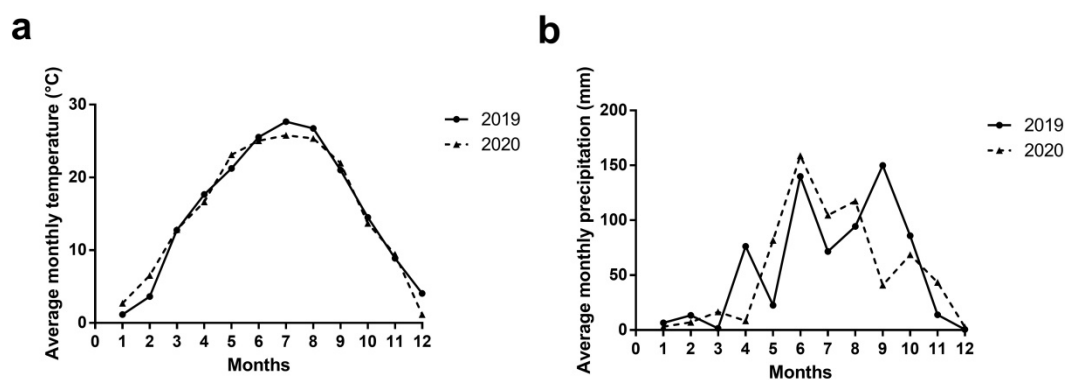 a
Average monthly temperature (°C)
30
20
10
0
0 1 2 3 4 5 6 7 8 9 10 11 12
Months
2019
2020
b
Average monthly precipitation (mm)
200
150
100
50
0
0 1 2 3 4 5 6 7 8 9 10 11 12
Months
2019
2020